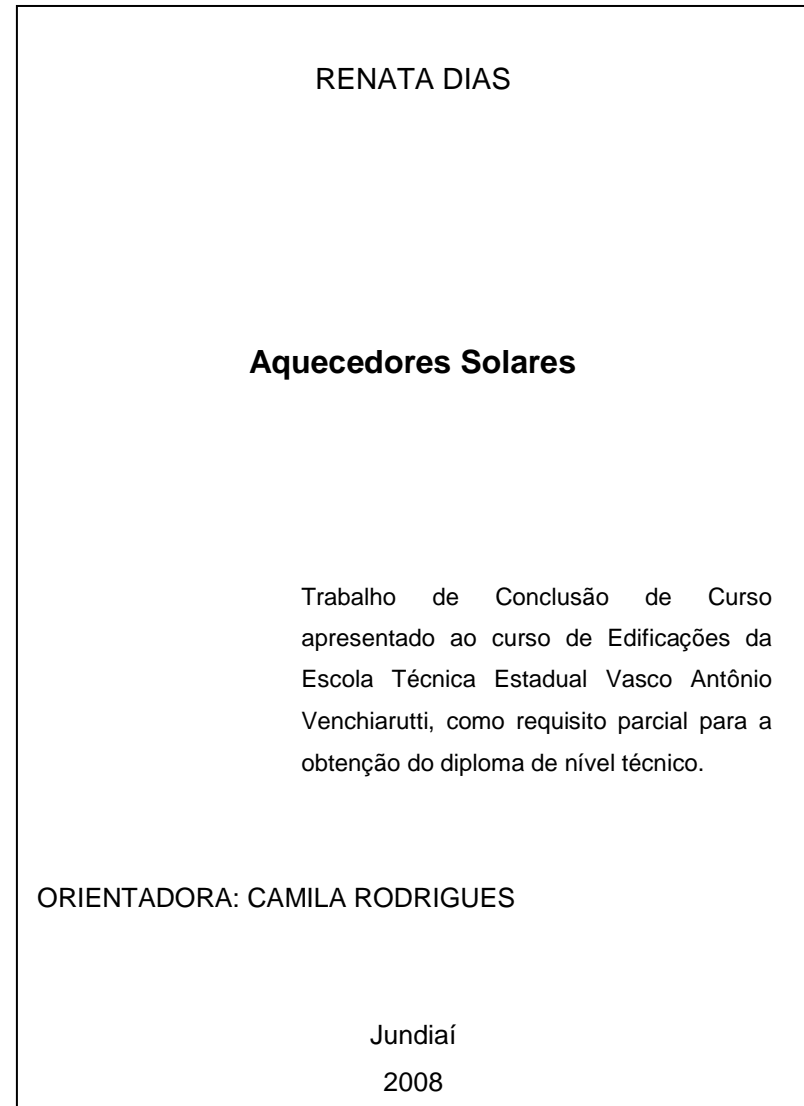 RENATA DIAS
Aquecedores Solares
Trabalho de Conclusão de Curso
apresentado ao curso de Edificações da
Escola Técnica Estadual Vasco Antônio
Venchiarutti, como requisito parcial para a
obtenção do diploma de nível técnico.
ORIENTADORA: CAMILA RODRIGUES
Jundiaí
2008